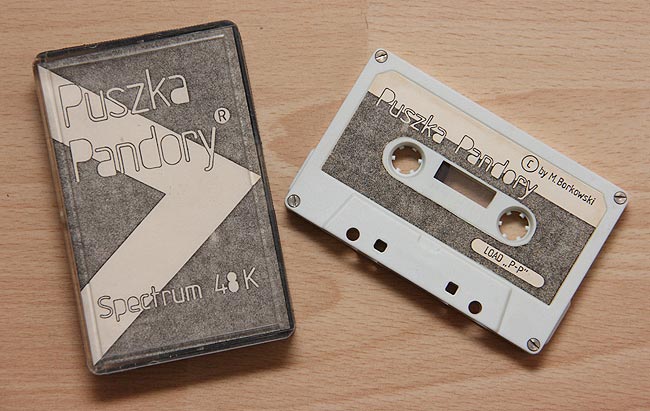 Puszka
Pandory ®
Spectrum 48K
Puszka Pandory
© by M. Borkowski
LOAD „P-P"